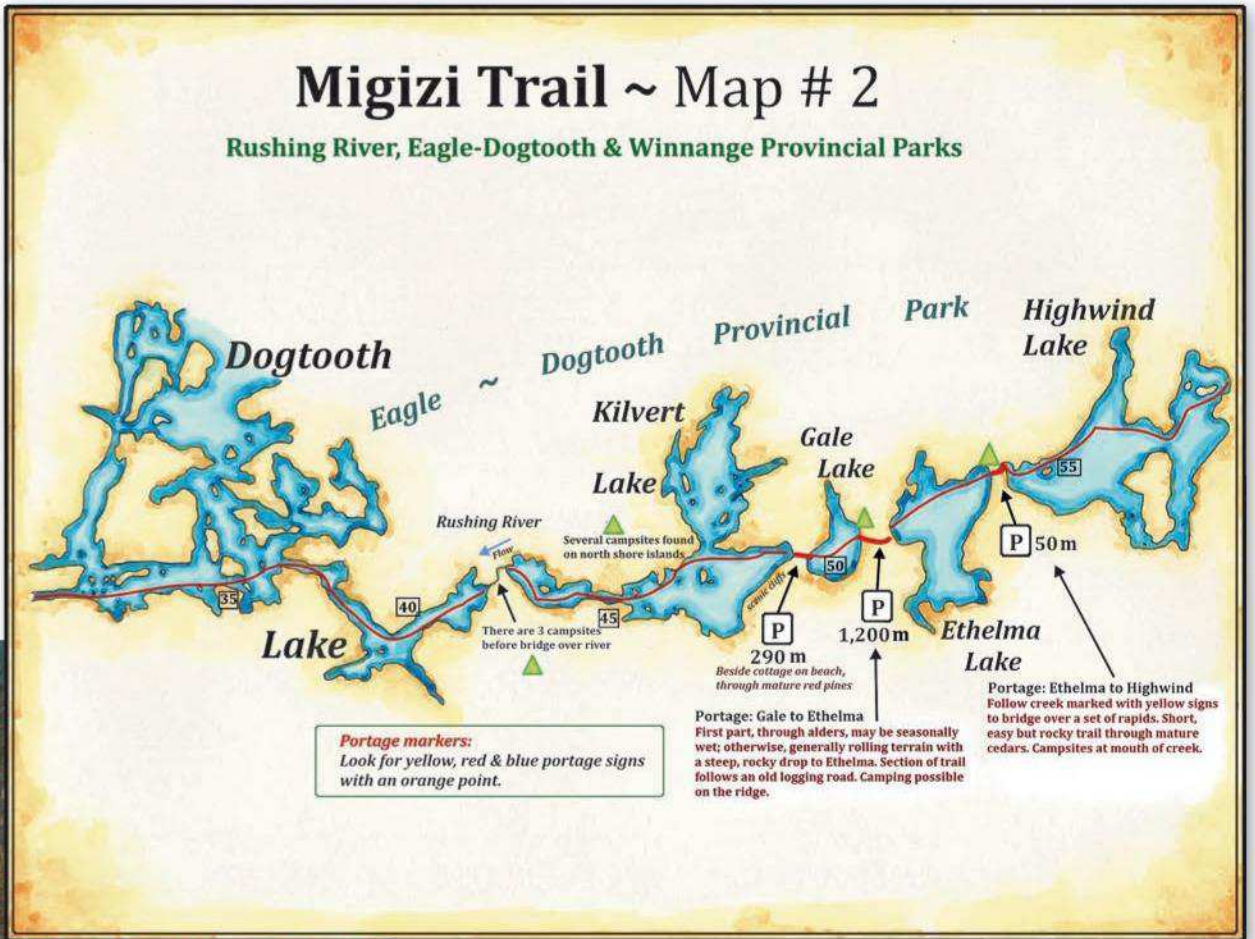 Migizi Trail ~ Map # 2
Rushing River, Eagle-Dogtooth & Winnange Provincial Parks
Highwind
Lake
Eagle ~ Dogtooth Provincial Park
Dogtooth
Kilvert
Lake
Gale
Lake
55
Rushing River
Flow
Several campsites found
on north shore islands
P 50 m
50
35
40
45
scenic cliffs
There are 3 campsites
before bridge over river
Lake
P
290 m
Beside cottage on beach,
through mature red pines
P
1,200 m
Ethelma
Lake
Portage: Gale to Ethelma
First part, through alders, may be seasonally
wet; otherwise, generally rolling terrain with
a steep, rocky drop to Ethelma. Section of trail
follows an old logging road. Camping possible
on the ridge.
Portage: Ethelma to Highwind
Follow creek marked with yellow signs
to bridge over a set of rapids. Short,
easy but rocky trail through mature
cedars. Campsites at mouth of creek.
Portage markers:
Look for yellow, red & blue portage signs
with an orange point.